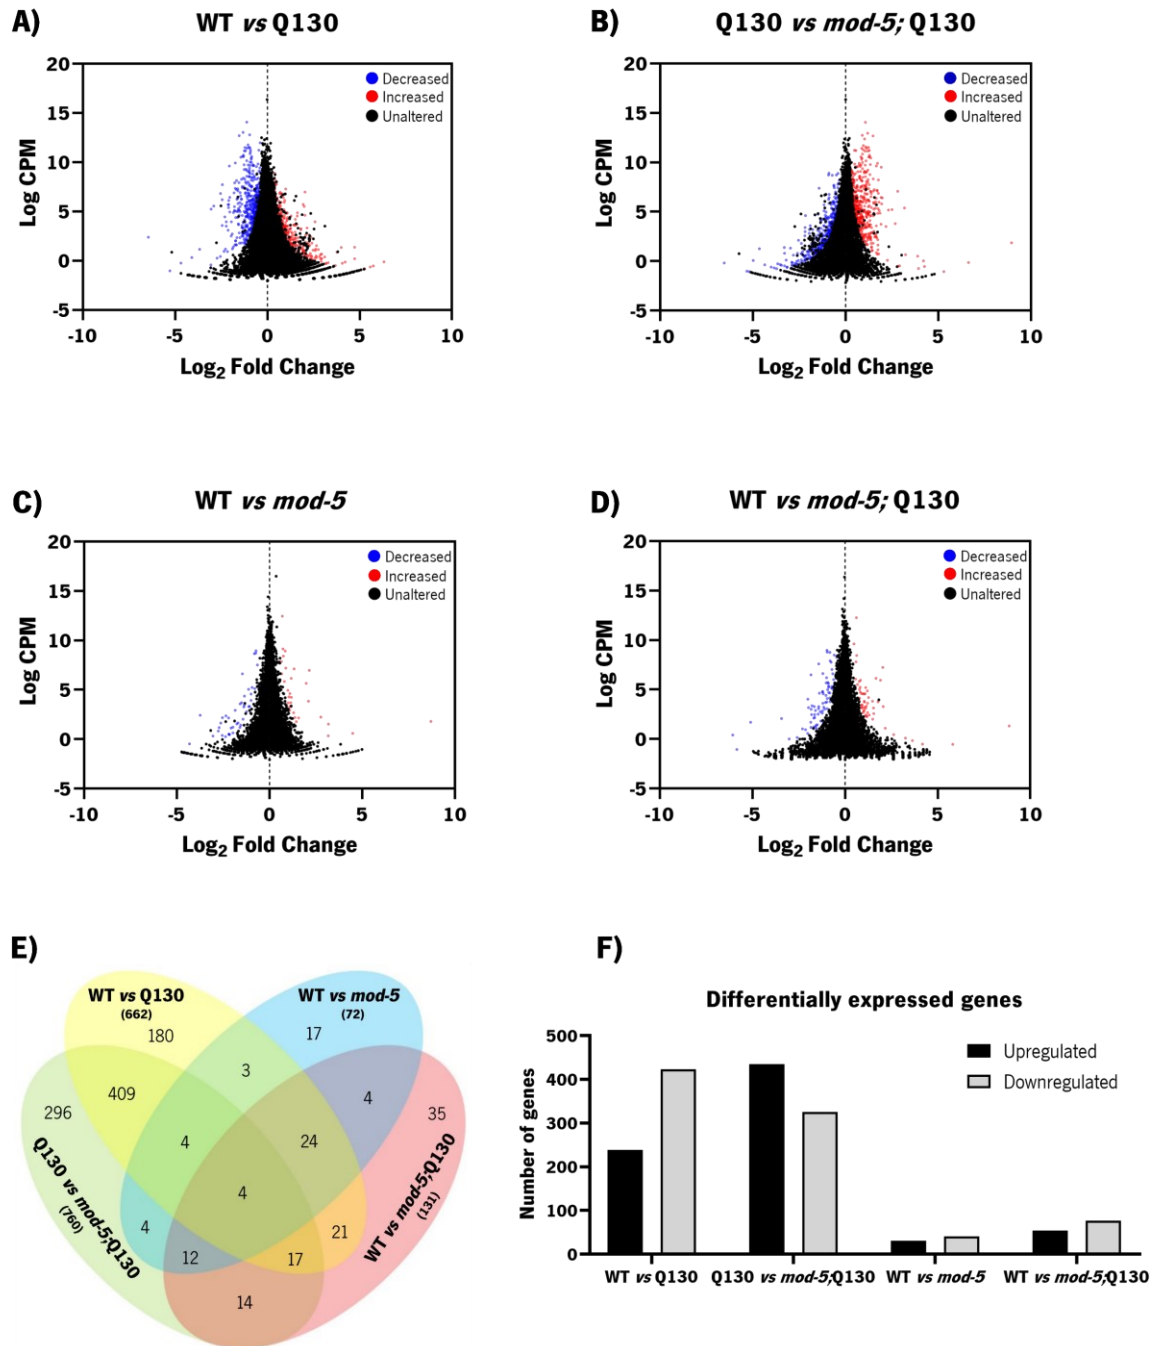 A)
WT vs Q130
20
15
10
5
0
-5
Log CPM
Decreased
Increased
Unaltered
-10 -5 0 5 10
Log2 Fold Change
B)
Q130 vs mod-5; Q130
20
15
10
5
0
-5
Log CPM
Decreased
Increased
Unaltered
-10 -5 0 5 10
Log2 Fold Change
C)
WT vs mod-5
20
15
10
5
0
-5
Log CPM
Decreased
Increased
Unaltered
-10 -5 0 5 10
Log2 Fold Change
D)
WT vs mod-5; Q130
20
15
10
5
0
-5
Log CPM
Decreased
Increased
Unaltered
-10 -5 0 5 10
Log2 Fold Change
E)
WT vs Q130
(662)
WT vs mod-5
(72)
180
17
3
409
4
296
35
4
24
Q130 vs mod-5;Q130
(760)
WT vs mod-5;Q130
(131)
4
4
21
12
17
14
F)
Differentially expressed genes
500
400
300
200
100
0
Number of genes
Upregulated
Downregulated
WT vs Q130
Q130 vs mod-5;Q130
WT vs mod-5
WT vs mod-5;Q130